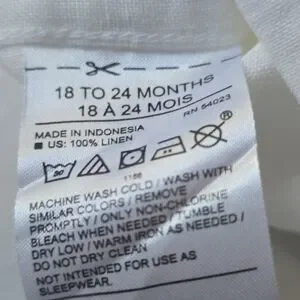 18 TO 24 MONTHS
18 À 24 MOIS
RN 54023
MADE IN INDONESIA
■ US: 100% LINEN
1156
MACHINE WASH COLD / WASH WITH
SIMILAR COLORS / REMOVE
PROMPTLY / ONLY NON-CHLORINE
BLEACH WHEN NEEDED / TUMBLE
DRY LOW / WARM IRON AS NEEDED /
DO NOT DRY CLEAN
NOT INTENDED FOR USE AS
SLEEPWEAR.